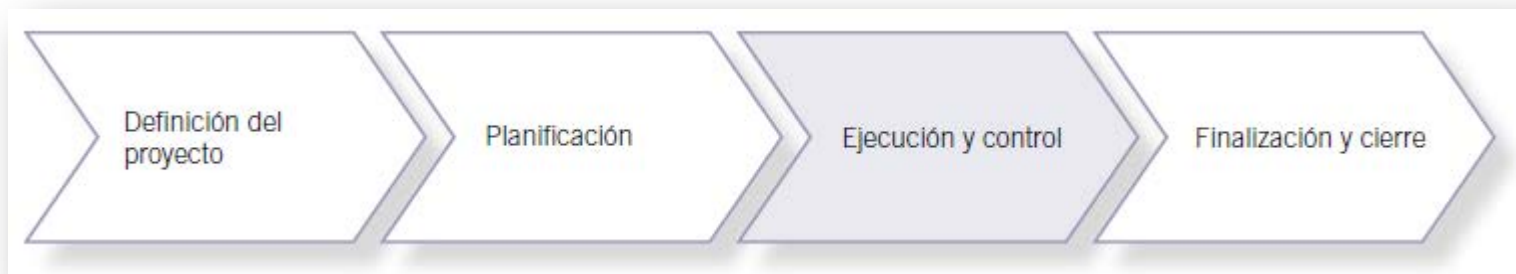 Definición del
proyecto
Planificación
Ejecución y control
Finalización y cierre